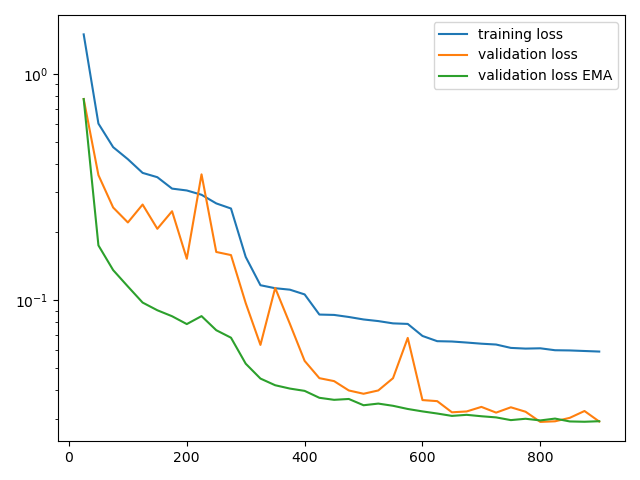 training loss
validation loss
validation loss EMA
10⁰
10⁻¹
0 200 400 600 800